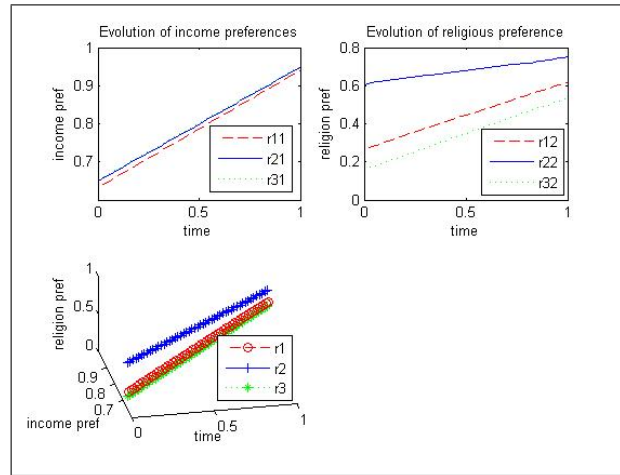 Evolution of income preferences
1
0.9
0.8
0.7
income pref
0
0.5
1
time
r11
r21
r31
Evolution of religious preference
0.8
0.6
0.4
0.2
0
religion pref
0
0.5
1
time
r12
r22
r32
1
0.5
0
religion pref
0.9
0.8
0.7
income pref
0
0.5
1
time
r1
r2
r3